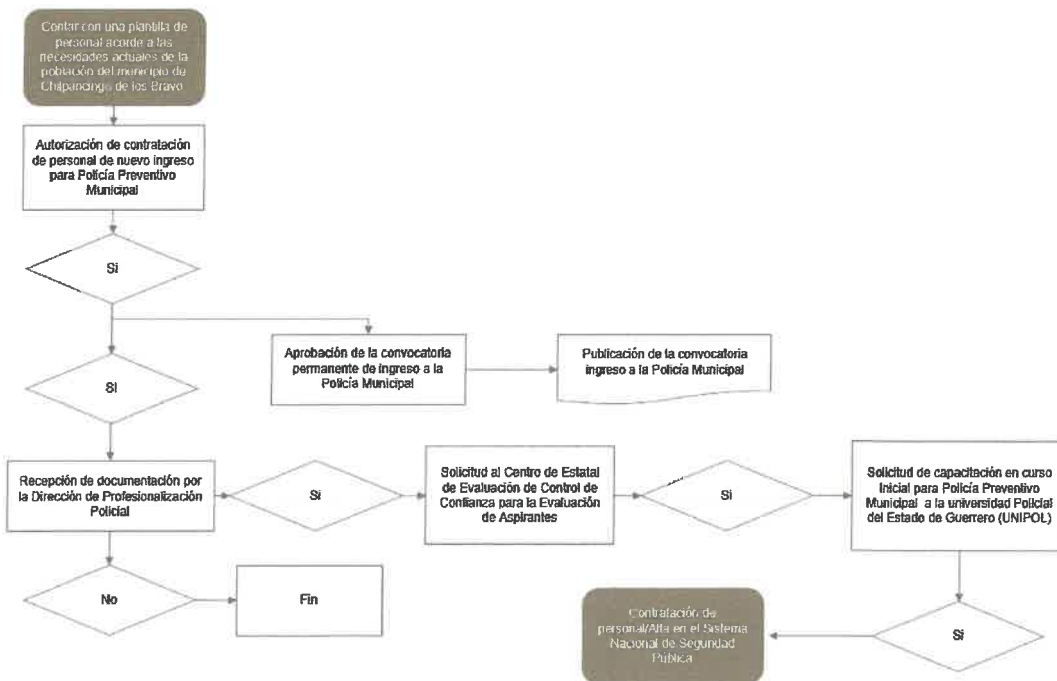 Contar con una plantilla de
personal acorde a las
necesidades actuales de la
población del municipio de
Chilpancingo de los Bravo
Autorización de contratación
de personal de nuevo ingreso
para Policía Preventivo
Municipal
Si
Aprobación de la convocatoria
permanente de ingreso a la
Policía Municipal
Publicación de la convocatoria
ingreso a la Policía Municipal
SI
Recepción de documentación por
la Dirección de Profesionalización
Policial
Si
Solicitud al Centro de Estatal
de Evaluación de Control de
Confianza para la Evaluación
de Aspirantes
Si
Solicitud de capacitación en curso
Inicial para Policía Preventivo
Municipal a la universidad Policial
del Estado de Guerrero (UNIPOL)
No
Fin
Contratación de
personal/Alta en el Sistema
Nacional de Seguridad
Pública
Si